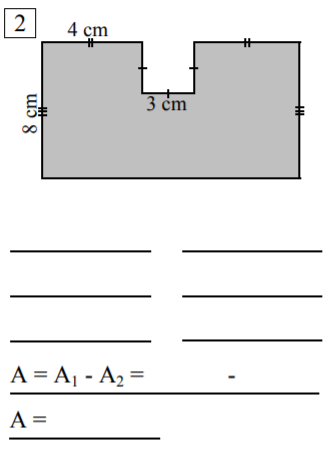 2
4 cm
8 cm
3 cm
A = A₁ - A₂ = -
A =